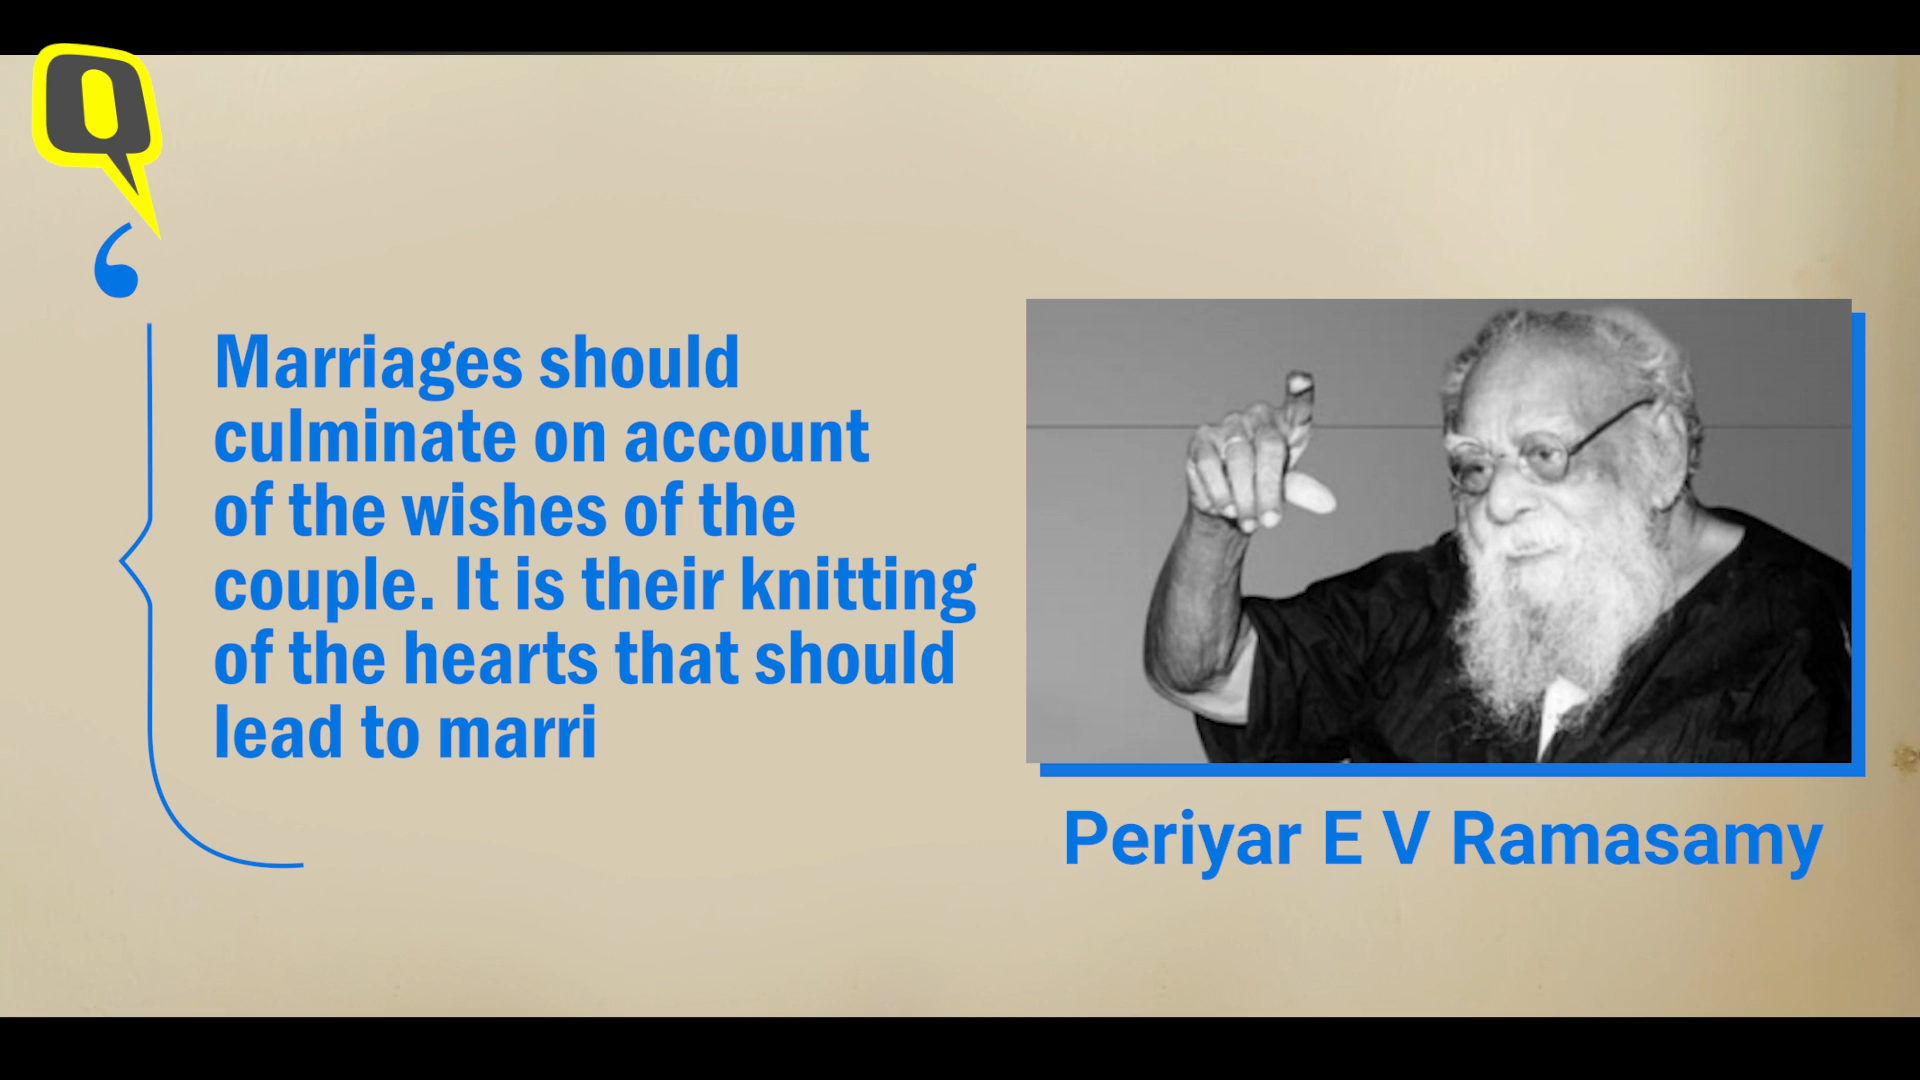 Q
‘
Marriages should
culminate on account
of the wishes of the
couple. It is their knitting
of the hearts that should
lead to marri
Periyar E V Ramasamy